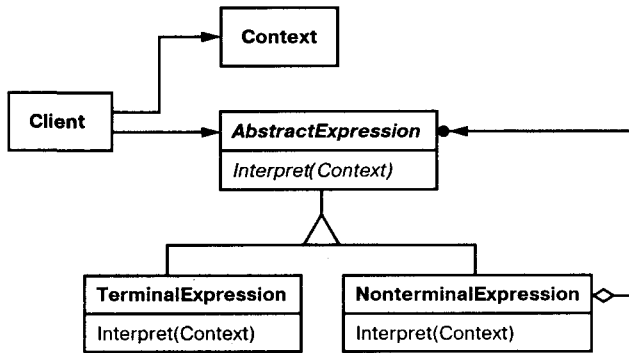 Context
Client
AbstractExpression
Interpret(Context)
TerminalExpression
Interpret(Context)
NonterminalExpression
Interpret(Context)